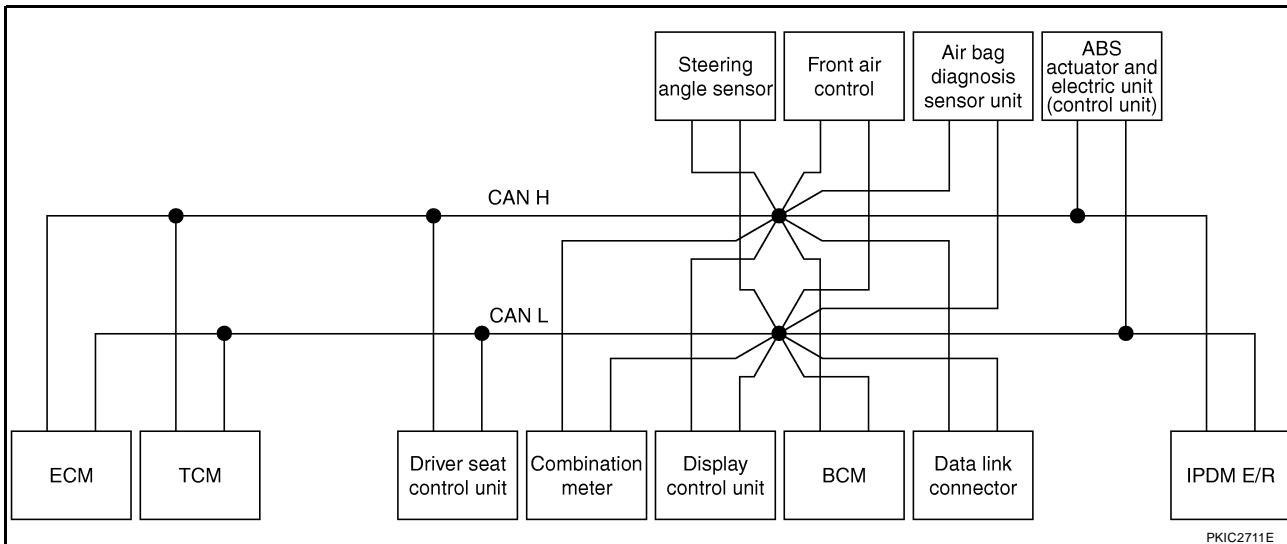 Steering
angle sensor
Front air
control
Air bag
diagnosis
sensor unit
ABS
actuator and
electric unit
(control unit)
CAN H
CAN L
ECM
TCM
Driver seat
control unit
Combination
meter
Display
control unit
BCM
Data link
connector
IPDM E/R
PKIC2711E